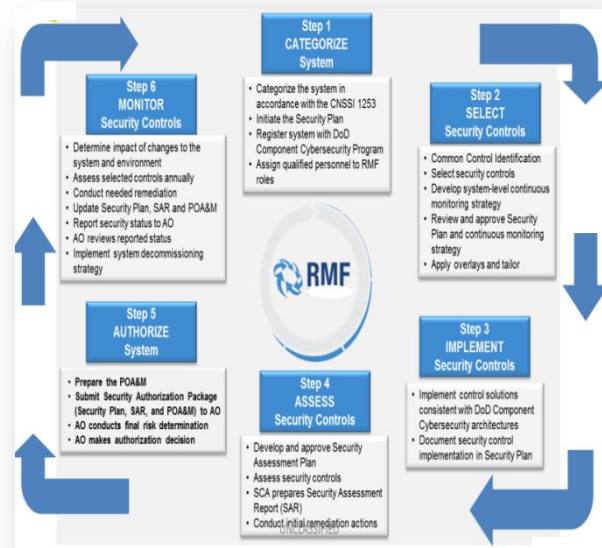 Step 1
CATEGORIZE
System
• Categorize the system in
accordance with the CNSSI 1253
• Initiate the Security Plan
• Register system with DoD
Component Cybersecurity Program
• Assign qualified personnel to RMF
roles
Step 2
SELECT
Security Controls
• Common Control Identification
• Select security controls
• Develop system-level continuous
monitoring strategy
• Review and approve Security
Plan and continuous monitoring
strategy
• Apply overlays and tailor
Step 3
IMPLEMENT
Security Controls
• Implement control solutions
consistent with DoD Component
Cybersecurity architectures
• Document security control
implementation in Security Plan
Step 4
ASSESS
Security Controls
• Develop and approve Security
Assessment Plan
• Assess security controls
• SCA prepares Security Assessment
Report (SAR)
• Conduct initial remediation actions
UNCLASSIFIED
Step 5
AUTHORIZE
System
• Prepare the POA&M
• Submit Security Authorization Package
(Security Plan, SAR, and POA&M) to AO
• AO conducts final risk determination
• AO makes authorization decision
Step 6
MONITOR
Security Controls
• Determine impact of changes to the
system and environment
• Assess selected controls annually
• Conduct needed remediation
• Update Security Plan, SAR and POA&M
• Report security status to AO
• AO reviews reported status
• Implement system decommissioning
strategy
RMF